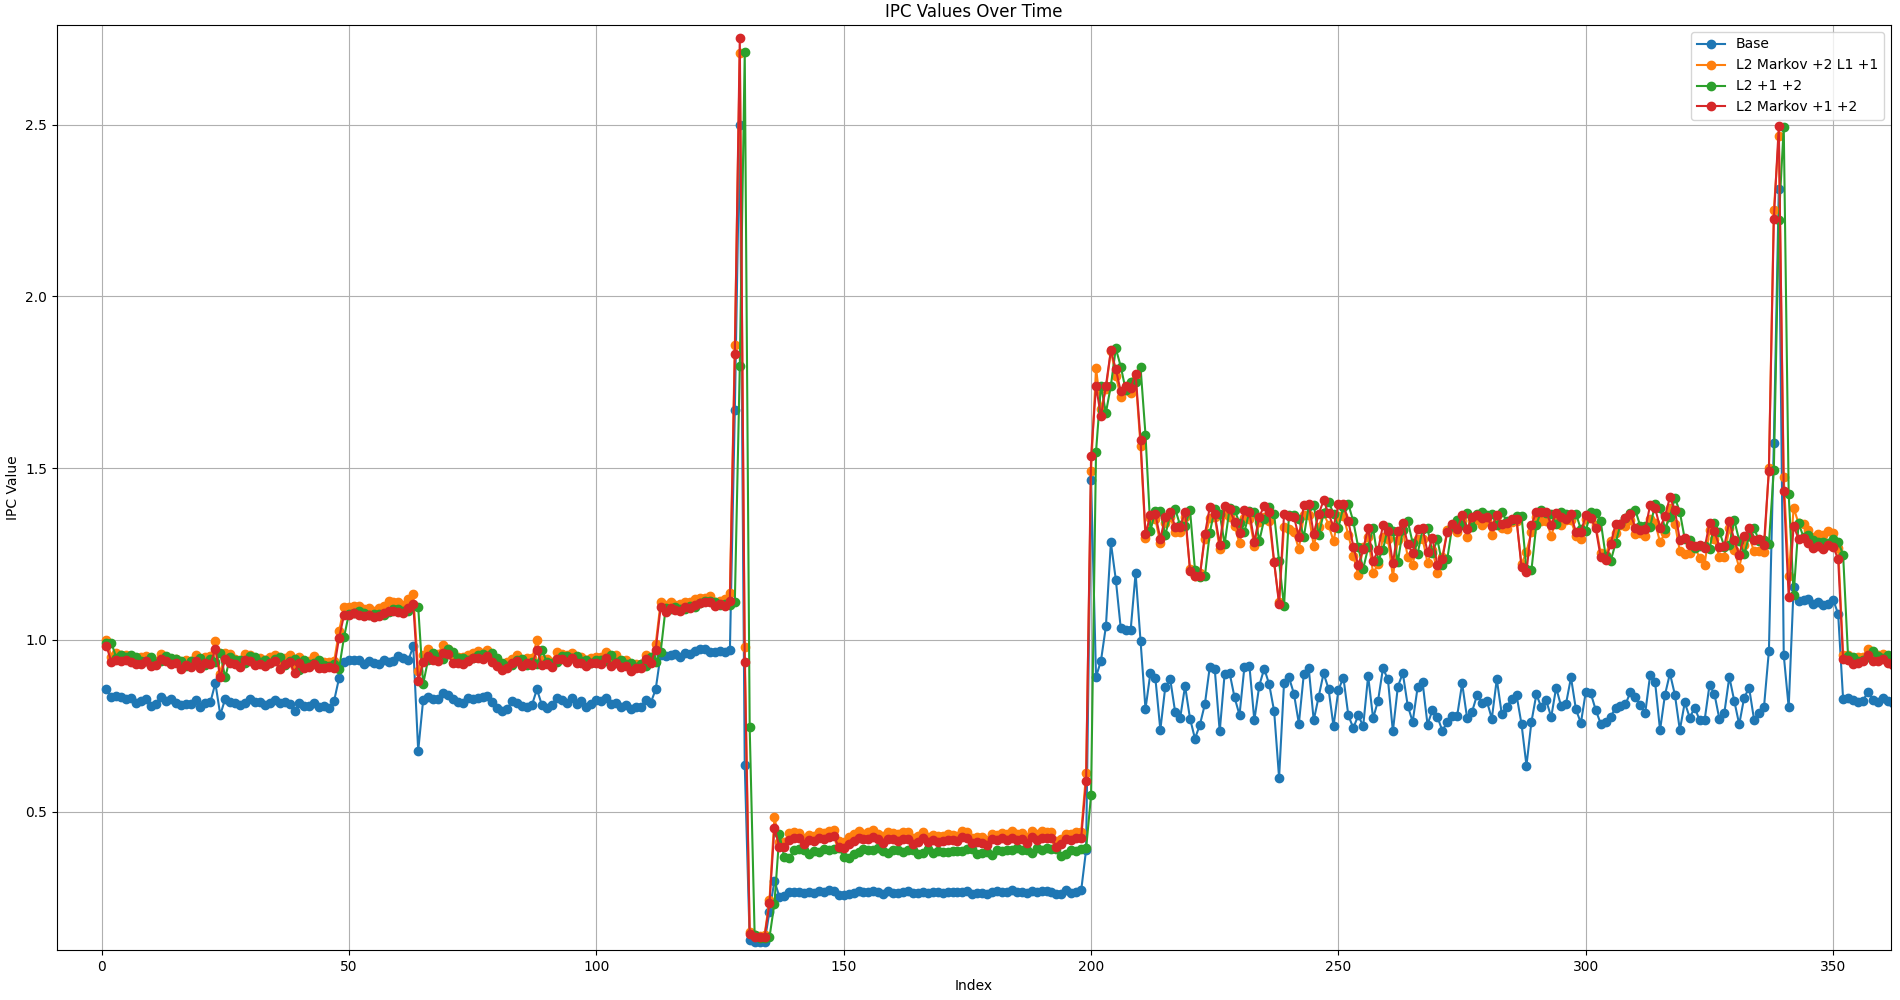 IPC Values Over Time
Base
L2 Markov +2 L1 +1
L2 +1 +2
L2 Markov +1 +2
2.5
2.0
1.5
1.0
0.5
IPC Value
0
50
100
150
200
250
300
350
Index